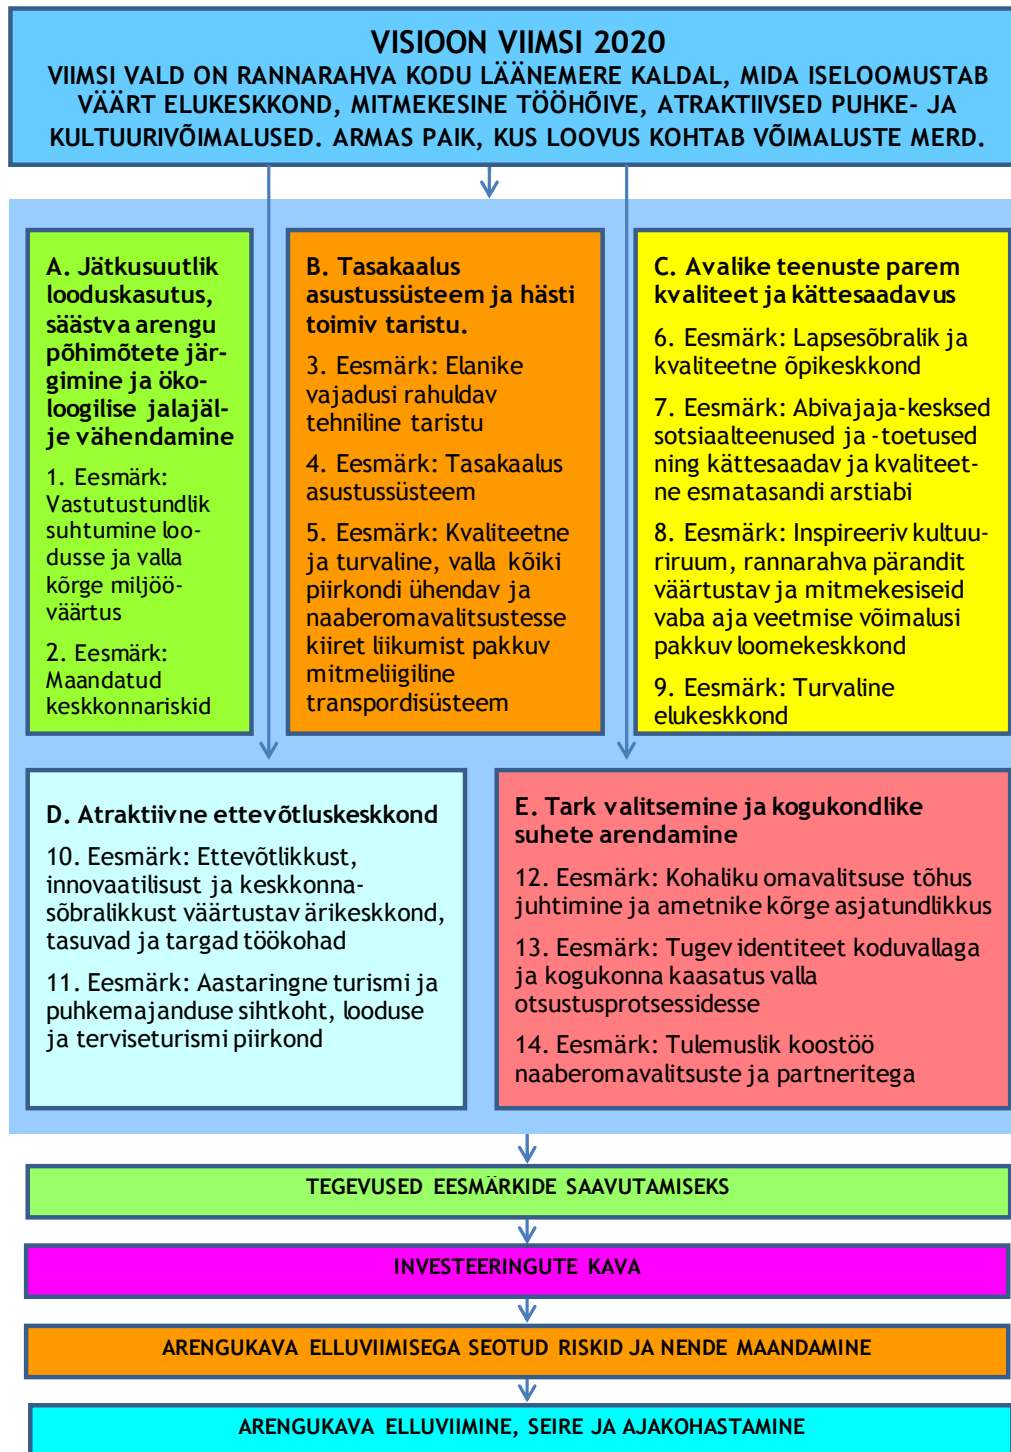 VISIOON VIIMSI 2020
VIIMSI VALD ON RANNARAHVA KODU LÄÄNEMERE KALDAL, MIDA ISELOOMUSTAB
VÄÄRT ELUKESKKOND, MITMEKESINE TÖÖHÕIVE, ATRAKTIIVSED PUHKE- JA
KULTUURIVÕIMALUSED. ARMAS PAIK, KUS LOOVUS KOHTAB VÕIMALUSTE MERD.
A. Jätkusuutlik
looduskasutus,
säästva arengu
põhimõtete jär-
gimine ja öko-
loogilise jalajäl-
je vähendamine
1. Eesmärk:
Vastutustundlik
suhtumine loo-
dusse ja valla
kõrge miljöö-
väärtus
2. Eesmärk:
Maandatud
keskkonnariskid
B. Tasakaalus
asustussüsteem ja hästi
toimiv taristu.
3. Eesmärk: Elanike
vajadusi rahuldav
tehniline taristu
4. Eesmärk: Tasakaalus
asustussüsteem
5. Eesmärk: Kvaliteetne
ja turvaline, valla kõiki
piirkondi ühendav ja
naaberomavalitsustesse
kiiret liikumist pakkuv
mitmeliigiline
transpordisüsteem
C. Avalike teenuste parem
kvaliteet ja kättesaadavus
6. Eesmärk: Lapsesõbralik ja
kvaliteetne õpikeskkond
7. Eesmärk: Abivajaja-kesksed
sotsiaalteenused ja -toetused
ning kättesaadav ja kvaliteet-
ne esmatasandi arstiabi
8. Eesmärk: Inspireeriv kultuu-
riruum, rannarahva pärandit
väärtustav ja mitmekesiseid
vaba aja veetmise võimalusi
pakkuv loomekeskkond
9. Eesmärk: Turvaline
elukeskkond
D. Atraktiivne ettevõtluskeskkond
10. Eesmärk: Ettevõtlikkust,
innovaatilisust ja keskkonna-
sõbralikkust väärtustav ärikeskkond,
tasuvad ja targad töökohad
11. Eesmärk: Aastaringne turismi ja
puhkemajanduse sihtkoht, looduse
ja terviseturismi piirkond
E. Tark valitsemine ja kogukondlike
suhete arendamine
12. Eesmärk: Kohaliku omavalitsuse tõhus
juhtimine ja ametnike kõrge asjatundlikkus
13. Eesmärk: Tugev identiteet koduvallaga
ja kogukonna kaasatus valla
otsustusprotsessidesse
14. Eesmärk: Tulemuslik koostöö
naaberomavalitsuste ja partneritega
TEGEVUSED EESMÄRKIDE SAAVUTAMISEKS
INVESTEERINGUTE KAVA
ARENGUKAVA ELLUVIIMISEGA SEOTUD RISKID JA NENDE MAANDAMINE
ARENGUKAVA ELLUVIIMINE, SEIRE JA AJAKOHASTAMINE